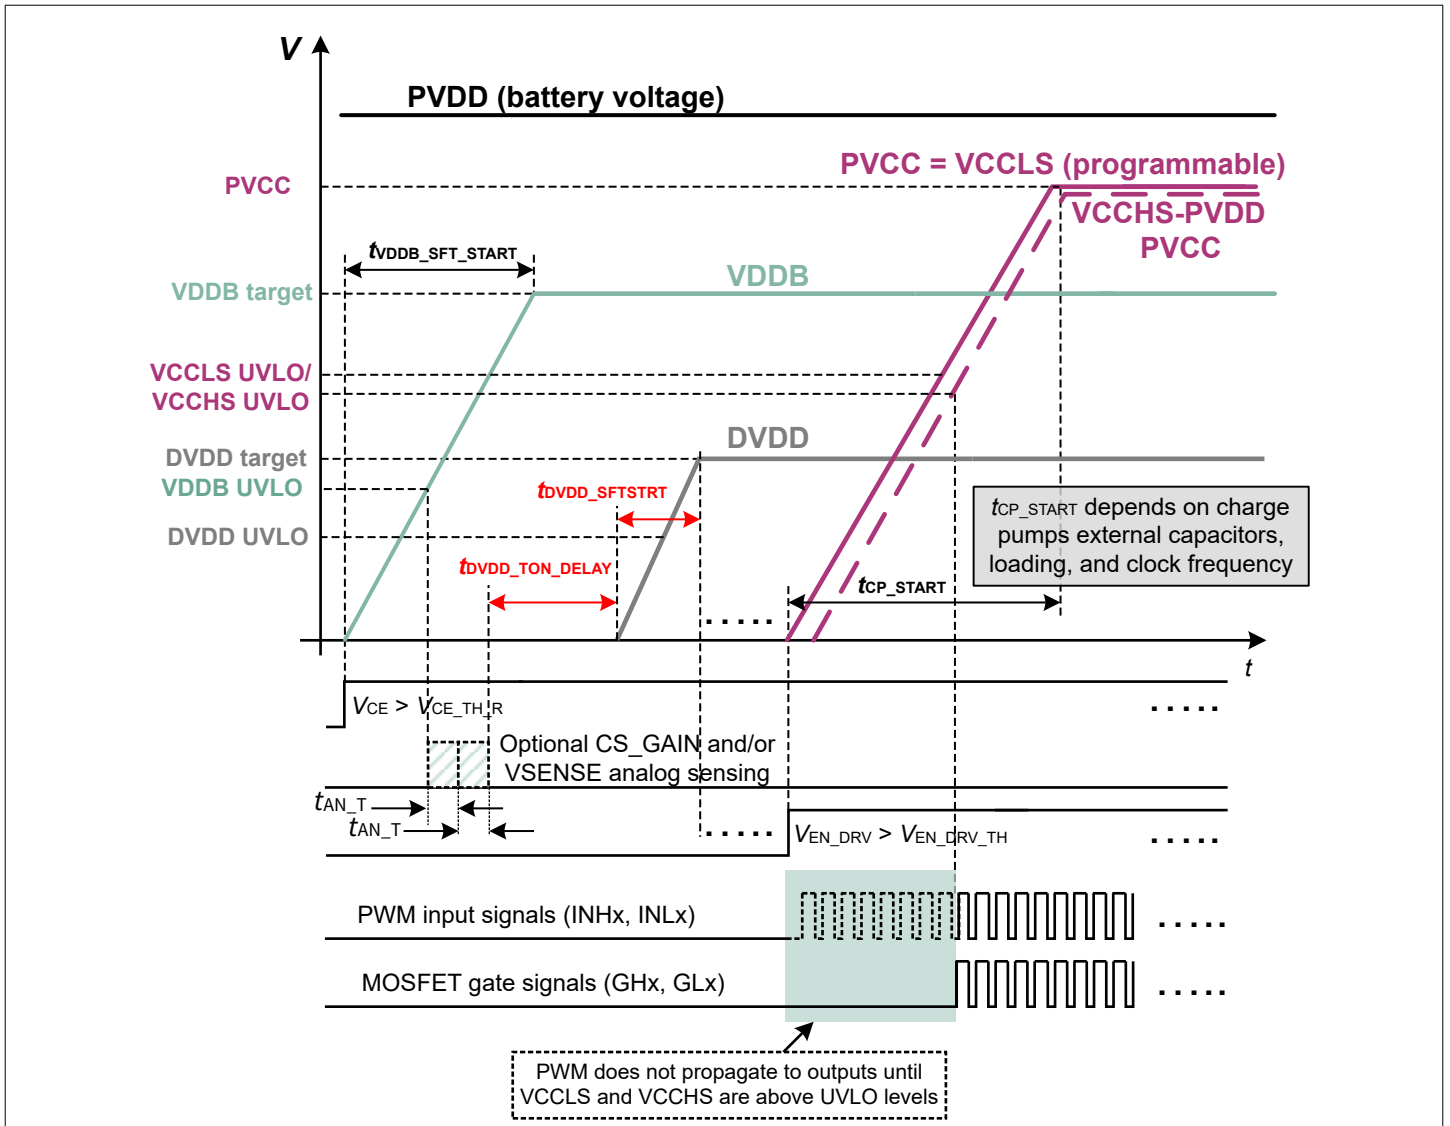 V
PVDD (battery voltage)
PVCC = VCCLS (programmable)
PVCC
VCCHS-PVDD
PVCC
tVDDB_SFT_START
VDDB target
VDDB
VCCLS UVLO/
VCCHS UVLO
DVDD
DVDD target
VDDB UVLO
tDVDD_SFTSTRT
DVDD UVLO
tCP_START depends on charge
pumps external capacitors,
loading, and clock frequency
tDVDD_TON_DELAY
tCP_START
t
VCE > VCE_TH_R
Optional CS_GAIN and/or
VSENSE analog sensing
tAN_T
tAN_T
VEN_DRV > VEN_DRV_TH
PWM input signals (INHx, INLx)
MOSFET gate signals (GHx, GLx)
PWM does not propagate to outputs until
VCCLS and VCCHS are above UVLO levels